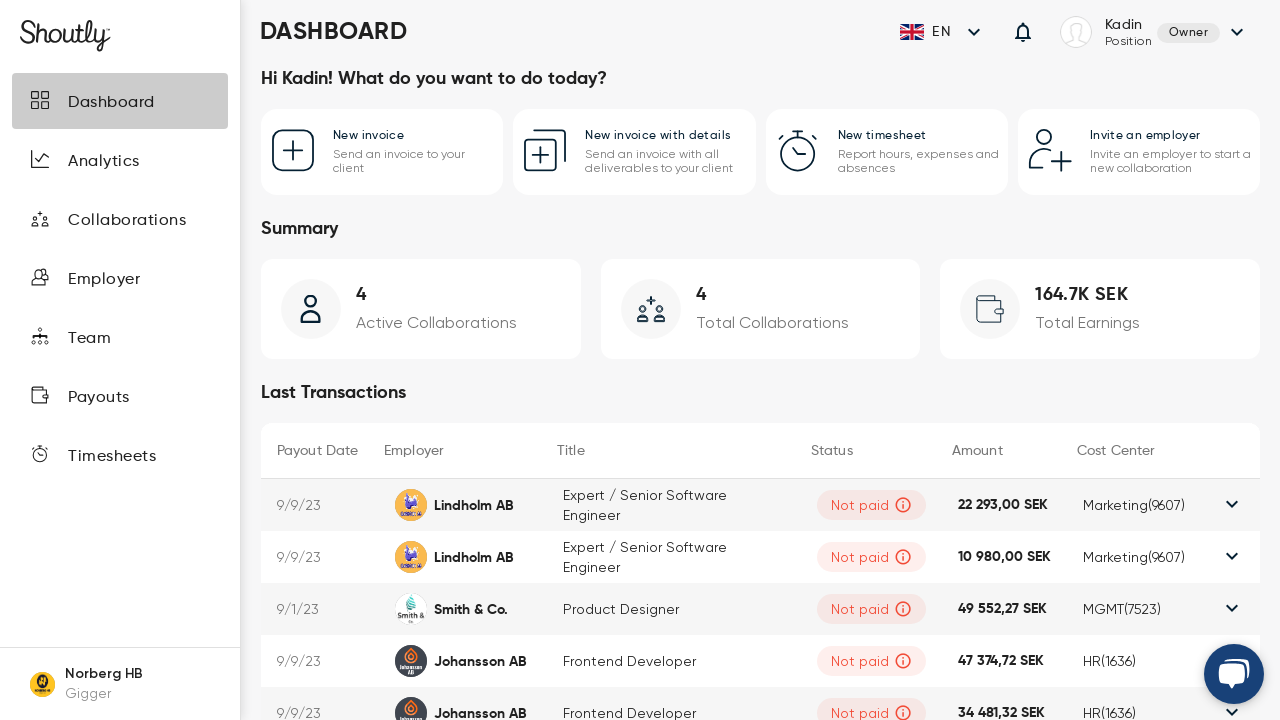 Shoutly
DASHBOARD
EN
Kadin
Position
Owner
Dashboard
Analytics
Collaborations
Employer
Team
Payouts
Timesheets
Norberg HB
Gigger
Hi Kadin! What do you want to do today?
New invoice
Send an invoice to your
client
New invoice with details
Send an invoice with all
deliverables to your client
New timesheet
Report hours, expenses and
absences
Invite an employer
Invite an employer to start a
new collaboration
Summary
4
Active Collaborations
4
Total Collaborations
164.7K SEK
Total Earnings
Last Transactions
Payout Date Employer Title Status Amount Cost Center
9/9/23 Lindholm AB Expert / Senior Software
Engineer Not paid 22 293,00 SEK Marketing(9607)
9/9/23 Lindholm AB Expert / Senior Software
Engineer Not paid 10 980,00 SEK Marketing(9607)
9/1/23 Smith &
Co Smith & Co. Product Designer Not paid 49 552,27 SEK MGMT(7523)
9/9/23 Johansson
AB Johansson AB Frontend Developer Not paid 47 374,72 SEK HR(1636)
9/9/23 Johansson AB Frontend Developer Not paid 34 481,32 SEK HR(1636)